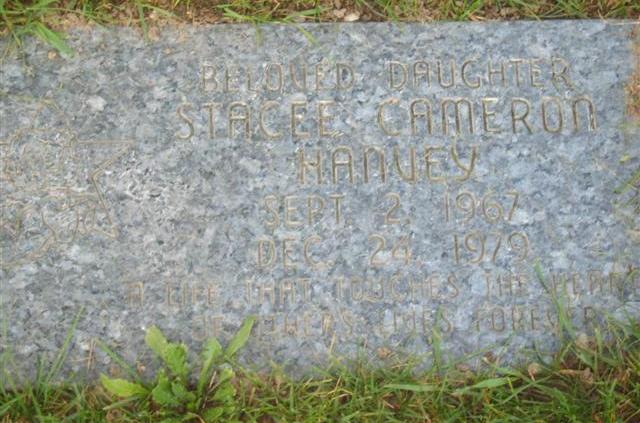 BELOVED DAUGHTER
STACEE CAMERON
HANVEY
SEPT. 2, 1967
DEC. 24, 1979
A LIFE THAT TOUCHES THE HEART
OF OTHERS LIVES FOREVER